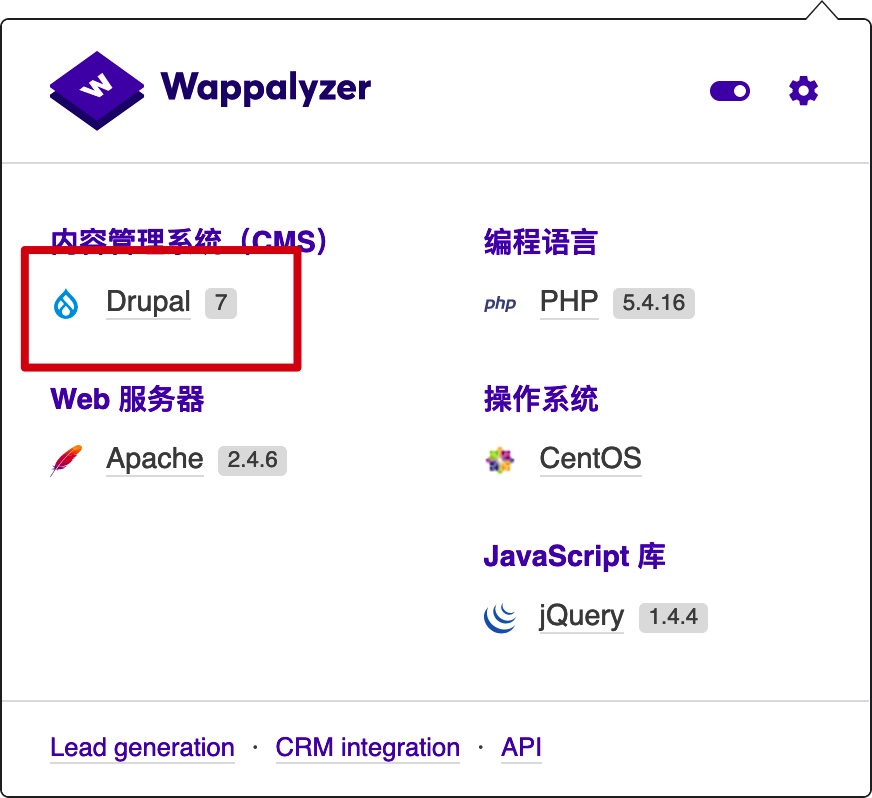 Wappalyzer
内容管理系统（CMS）
Drupal 7
Web 服务器
Apache 2.4.6
编程语言
php PHP 5.4.16
操作系统
CentOS
JavaScript 库
jQuery 1.4.4
Lead generation · CRM integration · API